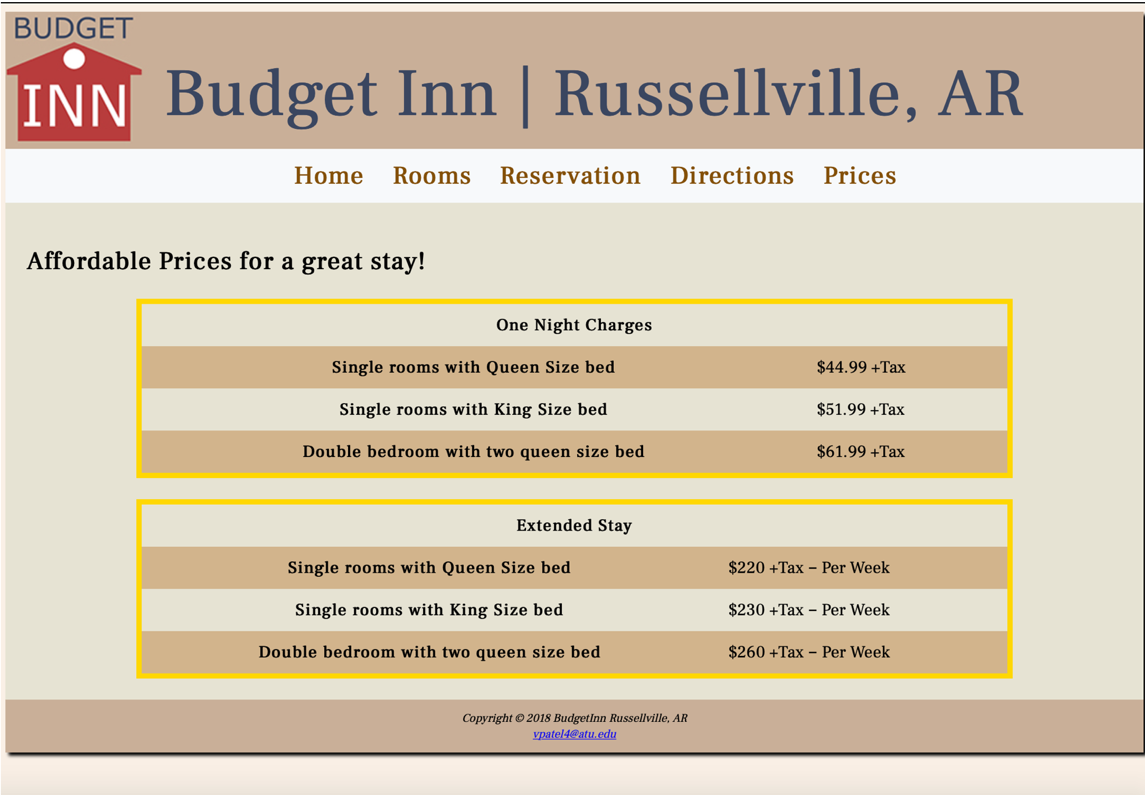 BUDGET
INN
Budget Inn | Russellville, AR
Home Rooms Reservation Directions Prices
Affordable Prices for a great stay!
One Night Charges
Single rooms with Queen Size bed $44.99 +Tax
Single rooms with King Size bed $51.99 +Tax
Double bedroom with two queen size bed $61.99 +Tax
Extended Stay
Single rooms with Queen Size bed $220 +Tax – Per Week
Single rooms with King Size bed $230 +Tax – Per Week
Double bedroom with two queen size bed $260 +Tax – Per Week
Copyright © 2018 BudgetInn Russellville, AR
vpatel4@atu.edu